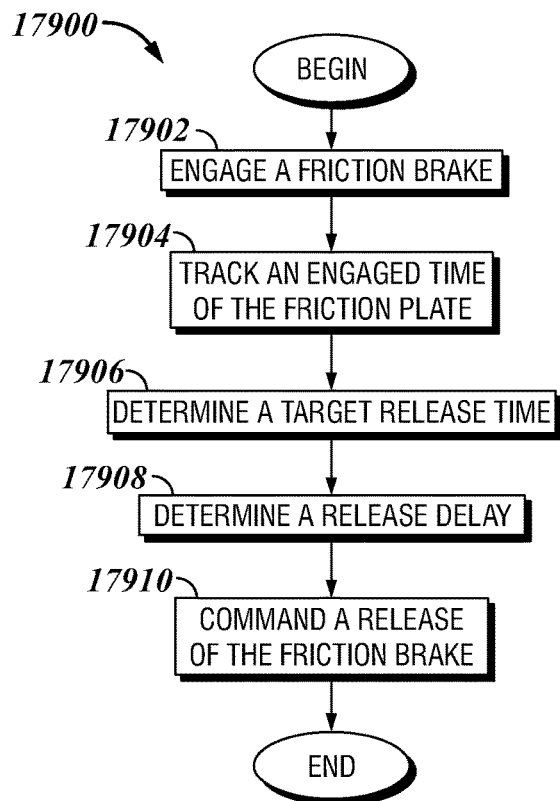 17900
BEGIN
17902
ENGAGE A FRICTION BRAKE
17904
TRACK AN ENGAGED TIME
OF THE FRICTION PLATE
17906
DETERMINE A TARGET RELEASE TIME
17908
DETERMINE A RELEASE DELAY
17910
COMMAND A RELEASE
OF THE FRICTION BRAKE
END